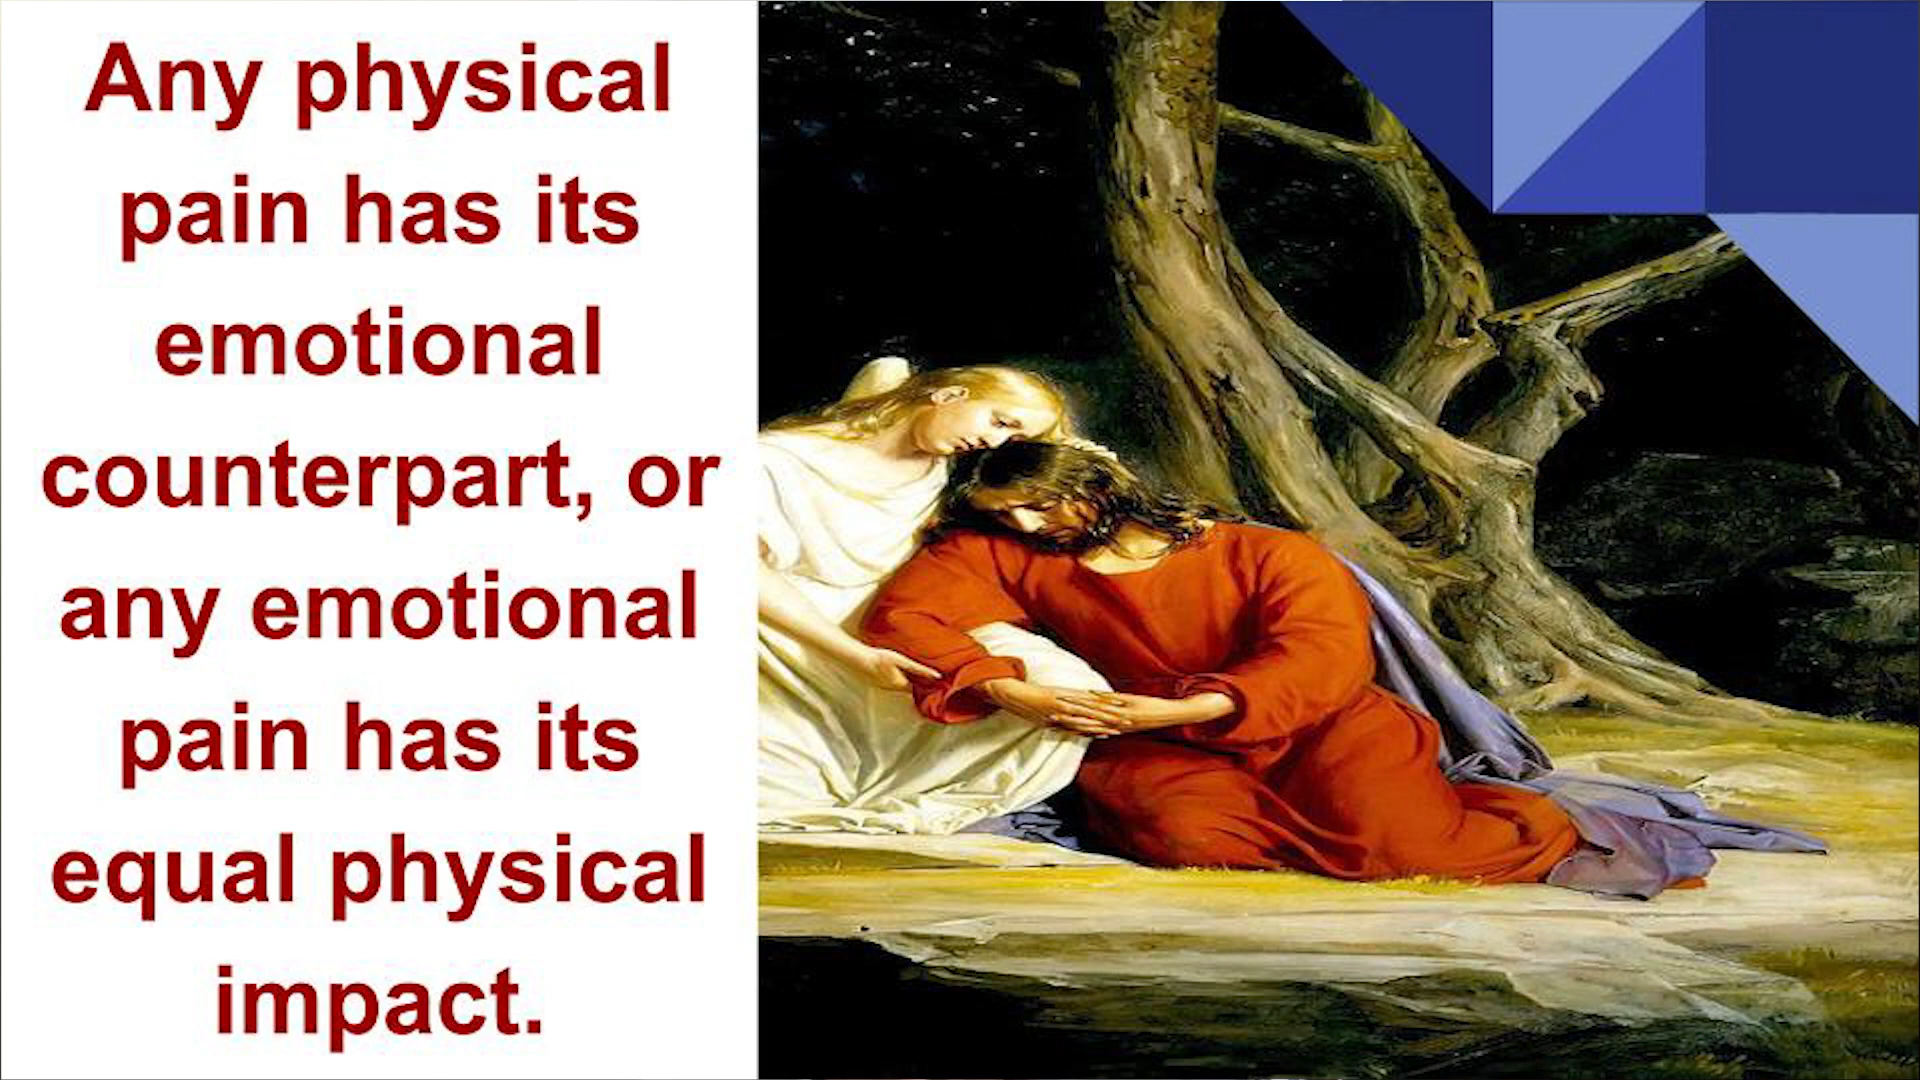 Any physical
pain has its
emotional
counterpart, or
any emotional
pain has its
equal physical
impact.